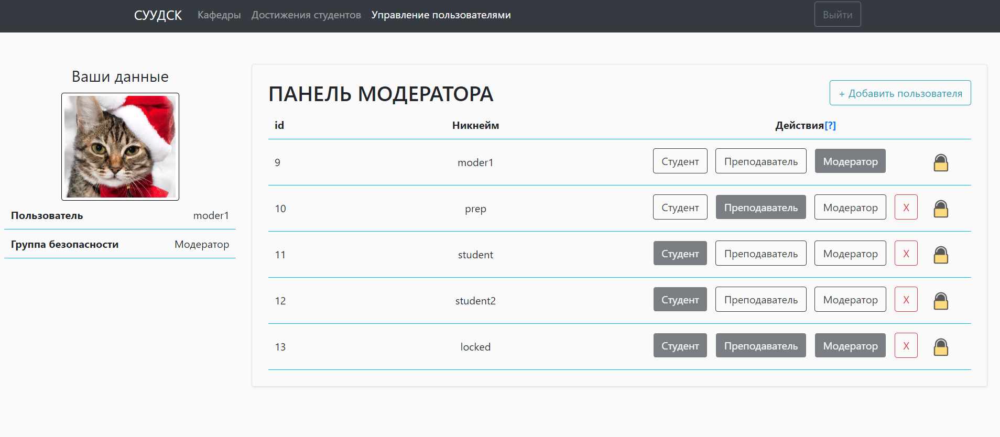 СУУДСК Кафедры Достижения студентов Управление пользователями Выйти
Ваши данные
Пользователь moder1
Группа безопасности Модератор
ПАНЕЛЬ МОДЕРАТОРА + Добавить пользователя
id Никнейм Действия[?]
9 moder1 Студент Преподаватель Модератор
10 prep Студент Преподаватель Модератор X
11 student Студент Преподаватель Модератор X
12 student2 Студент Преподаватель Модератор X
13 locked Студент Преподаватель Модератор X